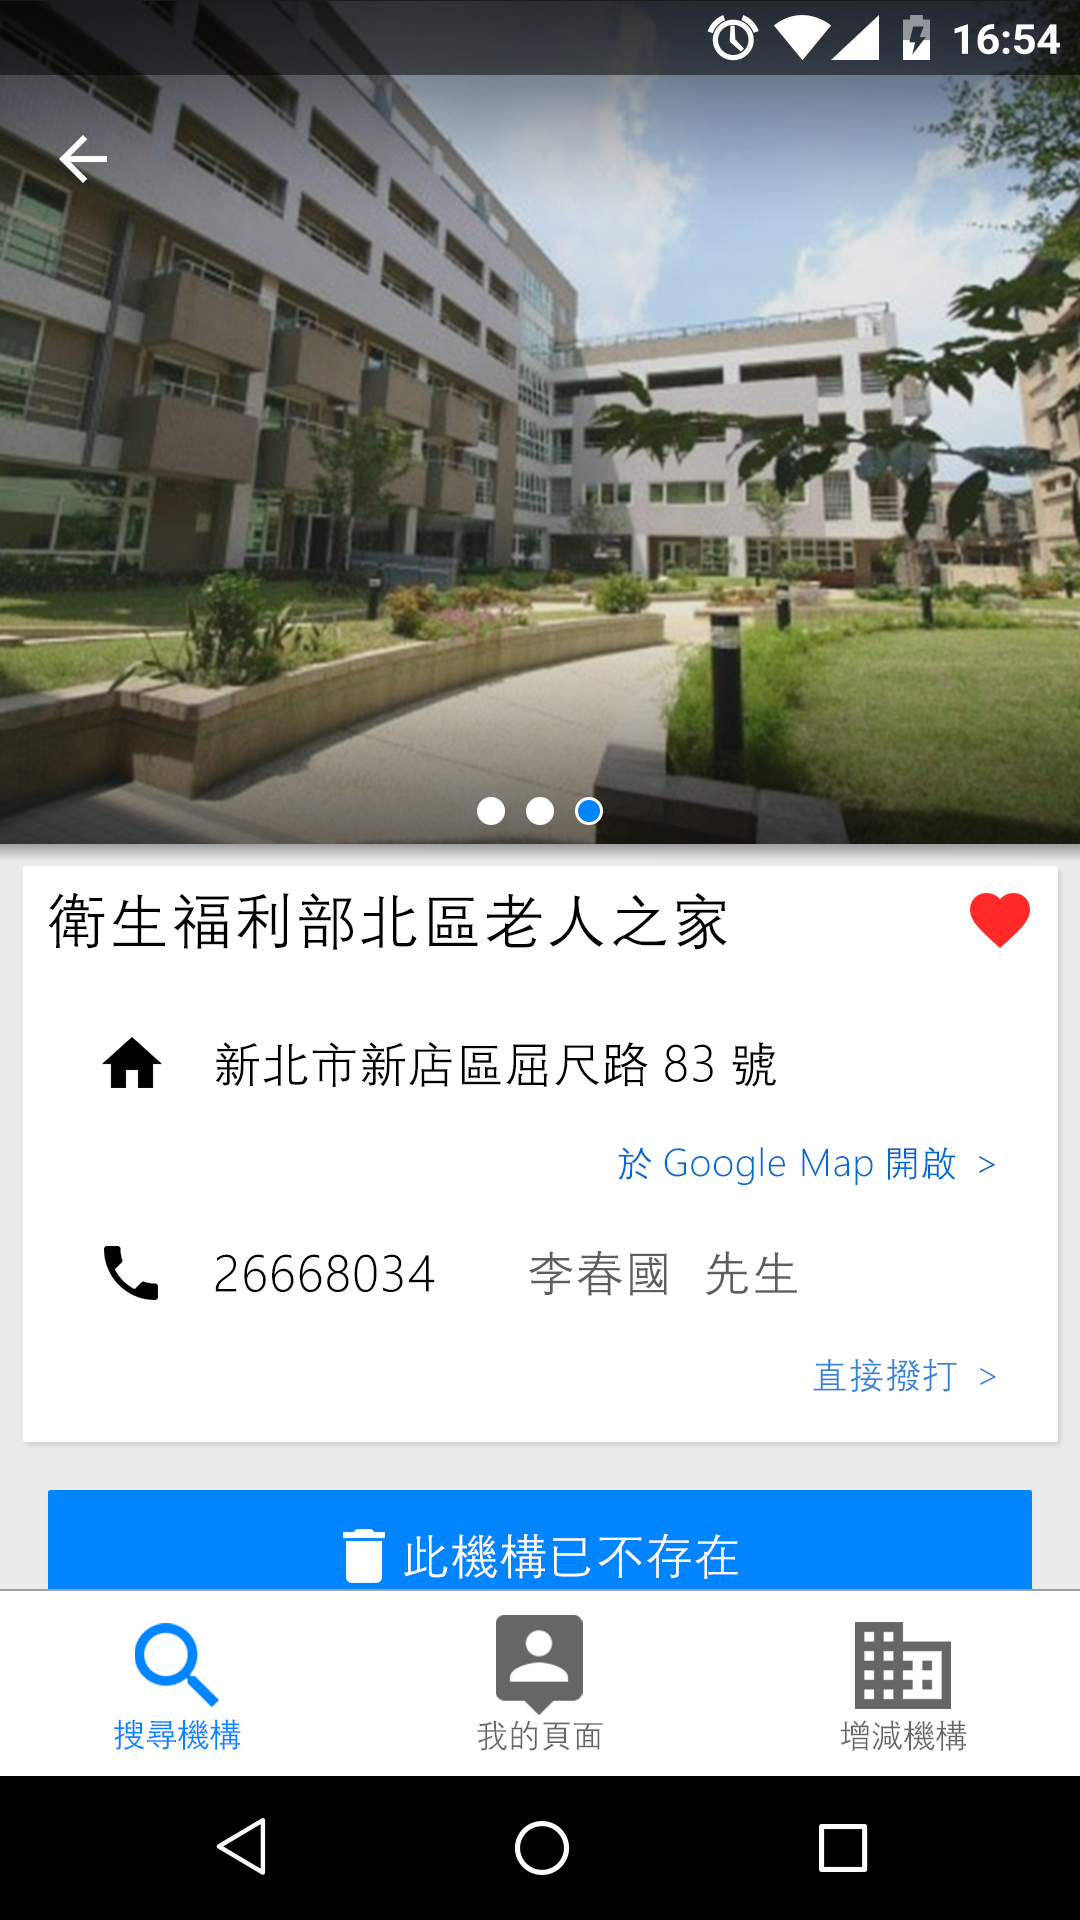 16:54
衛生福利部北區老人之家
新北市新店區屈尺路 83 號
於 Google Map 開啟 >
26668034 李春國 先生
直接撥打 >
此機構已不存在
搜尋機構 我的頁面 增減機構